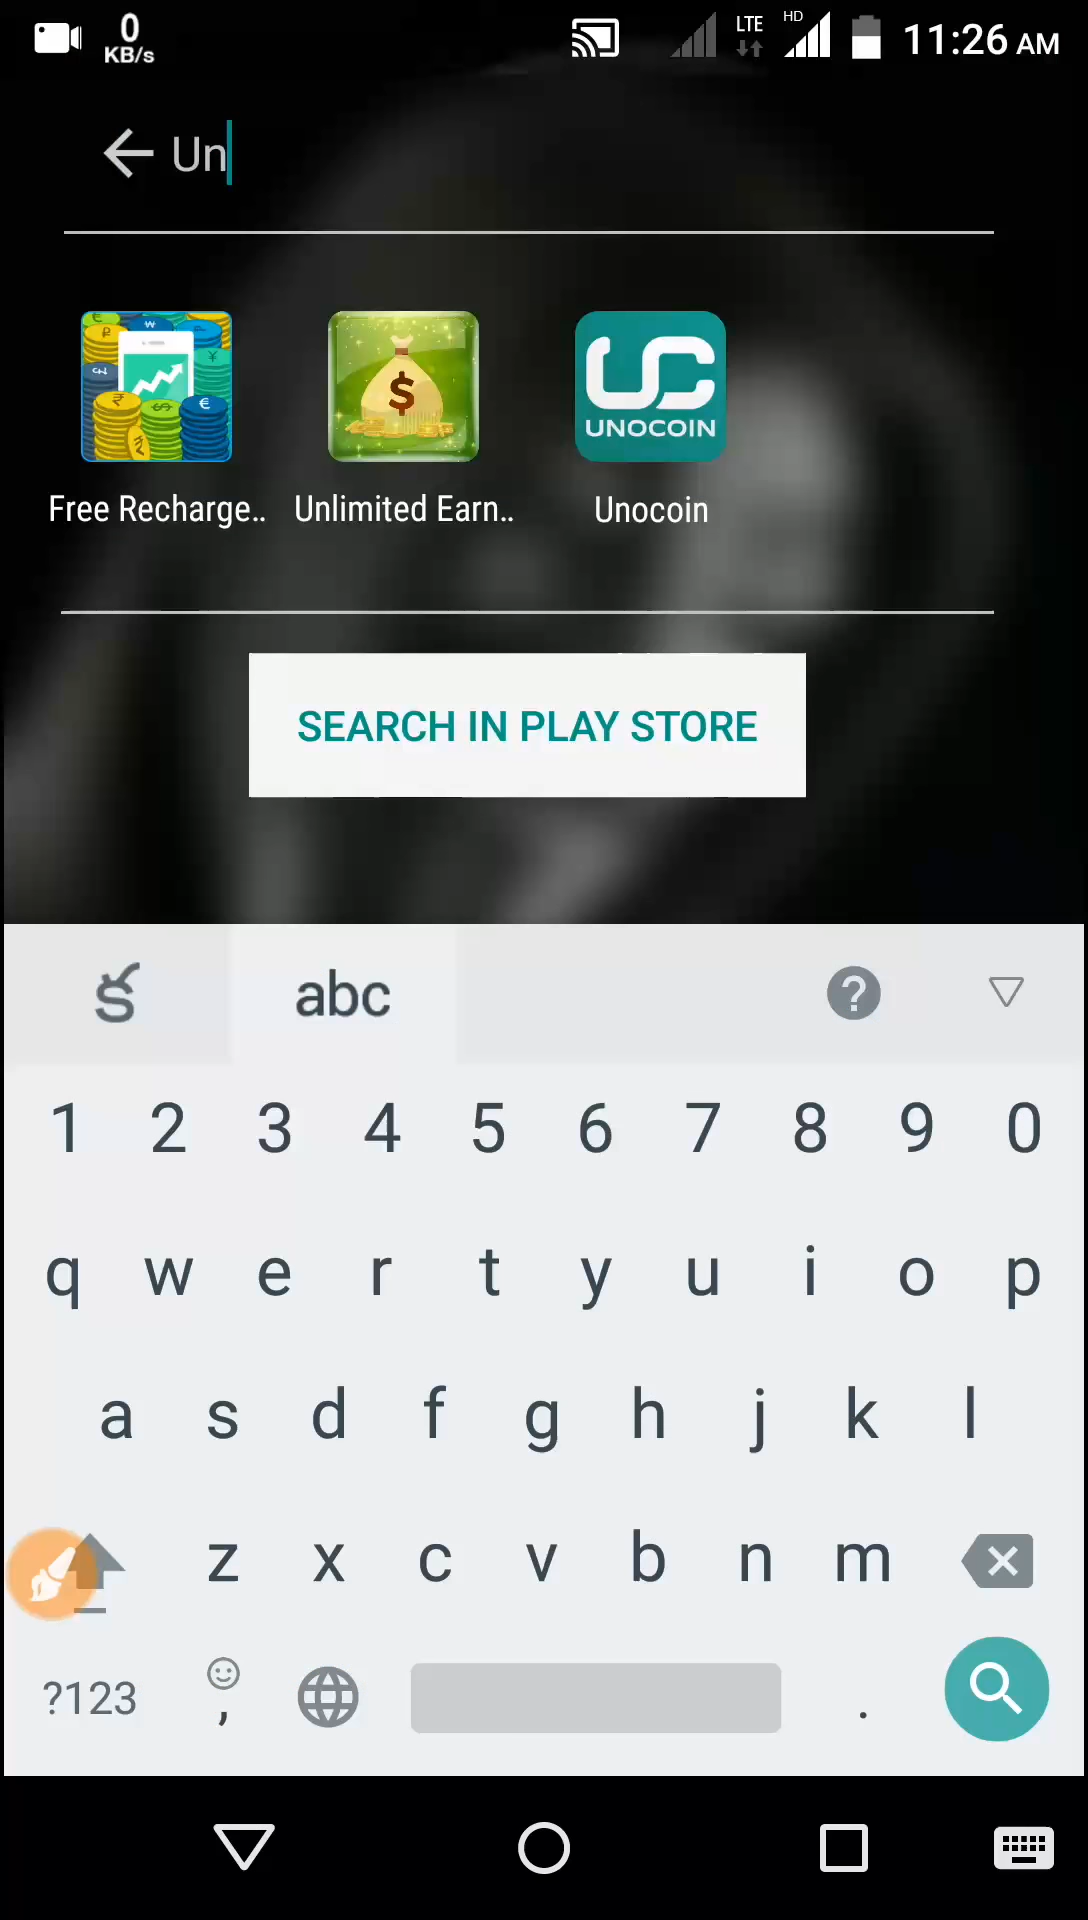 0
KB/s
LTE
HD
11:26 AM
Un
UNOCOIN
Free Recharge..
Unlimited Earn..
Unocoin
SEARCH IN PLAY STORE
క
abc
1 2 3 4 5 6 7 8 9 0
q w e r t y u i o p
a s d f g h j k l
z x c v b n m
?123 , .